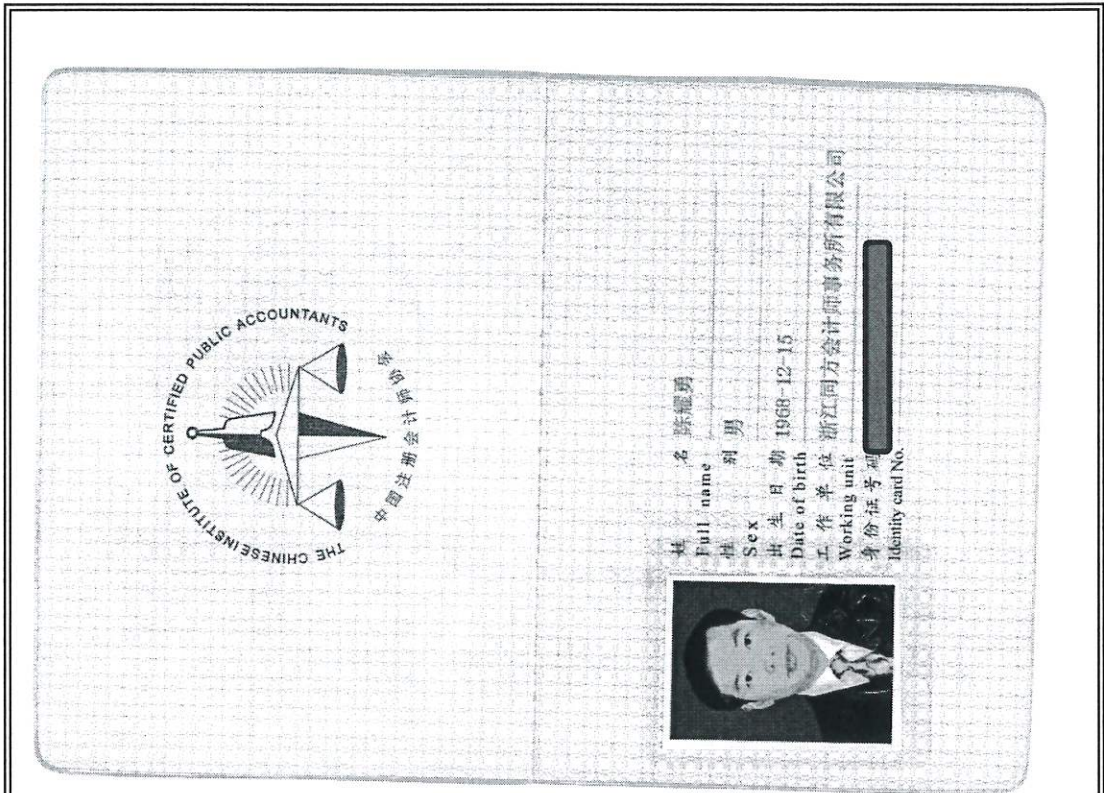 THE CHINESE INSTITUTE OF CERTIFIED PUBLIC ACCOUNTANTS
中国注册会计师协会
姓 名 陈耀勇
Full name
性 别 男
Sex
出生日期 1968-12-15
Date of birth
工作单位 浙江同方会计师事务所有限公司
Working unit
身份证号码
Identity card No.